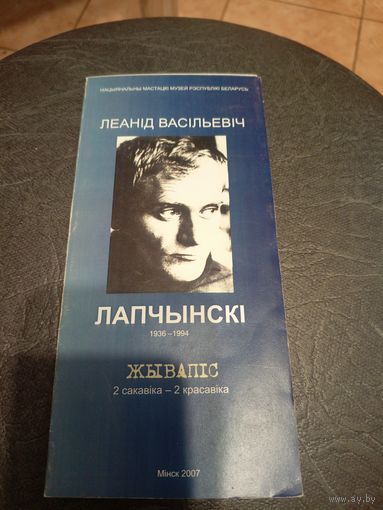 НАЦЫЯНАЛЬНЫ МАСТАЦКІ МУЗЕЙ РЭСПУБЛІКІ БЕЛАРУСЬ
ЛЕАНІД ВАСІЛЬЕВІЧ
ЛАПЧЫНСКІ
1936 –1994
ЖЫВАПІС
2 сакавіка – 2 красавіка
Мінск 2007
https://www.ay.by